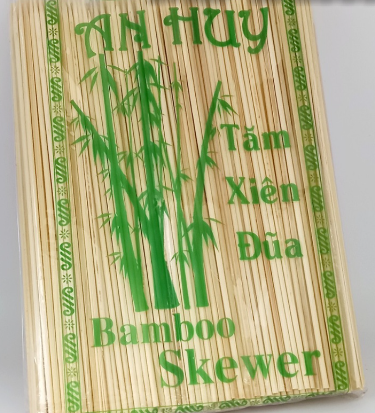 AN HUY
Tăm
Xiên
Đũa
Bamboo
Skewer